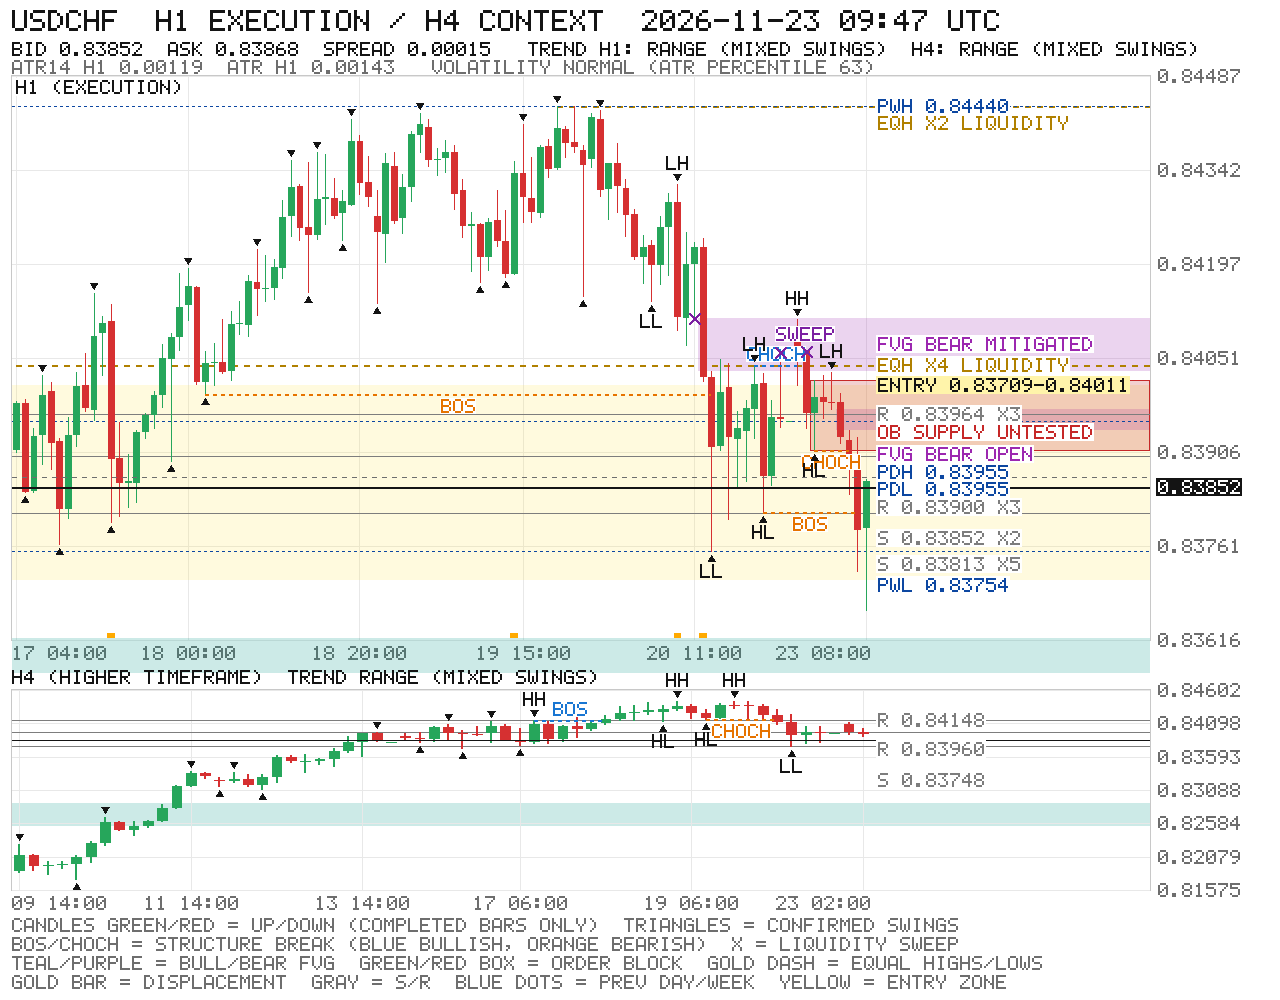 USDCHF  H1 EXECUTION / H4 CONTEXT  2026-11-23 09:47 UTC
BID 0.83852  ASK 0.83868  SPREAD 0.00015   TREND H1: RANGE (MIXED SWINGS)  H4: RANGE (MIXED SWINGS)
ATR14 H1 0.00119  ATR H1 0.00143   VOLATILITY NORMAL (ATR PERCENTILE 63)
H1 (EXECUTION)
0.84487
PWH 0.84440
EQH X2 LIQUIDITY
LH
0.84342
0.84197
HH
LL
SWEEP
FVG BEAR MITIGATED
LH
CHOCH
LH
0.84051
EQH X4 LIQUIDITY
ENTRY 0.83709-0.84011
BOS
R 0.83964 X3
OB SUPPLY UNTESTED
0.83906
FVG BEAR OPEN
CHOCH
HL
PDH 0.83955
PDL 0.83955
0.83852
R 0.83900 X3
BOS
HL
S 0.83852 X2
0.83761
S 0.83813 X5
LL
PWL 0.83754
0.83616
17 04:00  18 00:00  18 20:00  19 15:00  20 11:00  23 08:00
H4 (HIGHER TIMEFRAME)  TREND RANGE (MIXED SWINGS)
HH
HH
0.84602
HH
BOS
R 0.84148
0.84098
CHOCH
HL
HL
R 0.83960
0.83593
LL
S 0.83748
0.83088
0.82584
0.82079
0.81575
09 14:00  11 14:00  13 14:00  17 06:00  19 06:00  23 02:00
CANDLES GREEN/RED = UP/DOWN (COMPLETED BARS ONLY)  TRIANGLES = CONFIRMED SWINGS
BOS/CHOCH = STRUCTURE BREAK (BLUE BULLISH, ORANGE BEARISH)  X = LIQUIDITY SWEEP
TEAL/PURPLE = BULL/BEAR FVG  GREEN/RED BOX = ORDER BLOCK  GOLD DASH = EQUAL HIGHS/LOWS
GOLD BAR = DISPLACEMENT  GRAY = S/R  BLUE DOTS = PREV DAY/WEEK  YELLOW = ENTRY ZONE